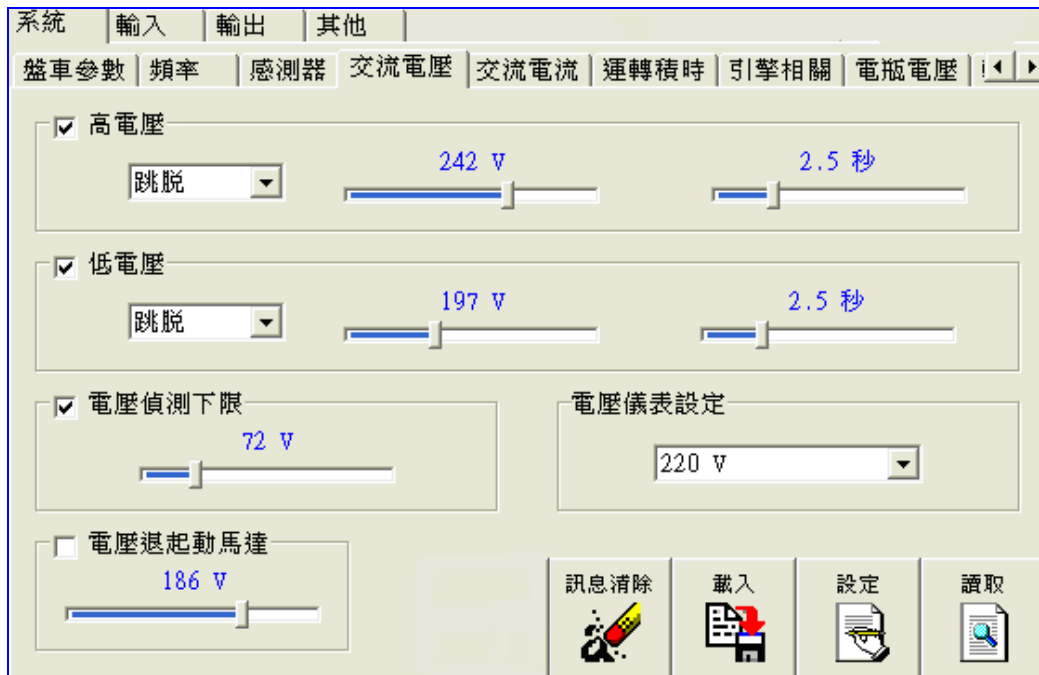 系統 輸入 輸出 其他
盤車參數 頻率 感測器 交流電壓 交流電流 運轉積時 引擎相關 電瓶電壓
高電壓
跳脫 242 V 2.5 秒
低電壓
跳脫 197 V 2.5 秒
電壓偵測下限 電壓儀表設定
72 V
220 V
電壓退起動馬達
186 V
訊息清除 載入 設定 讀取